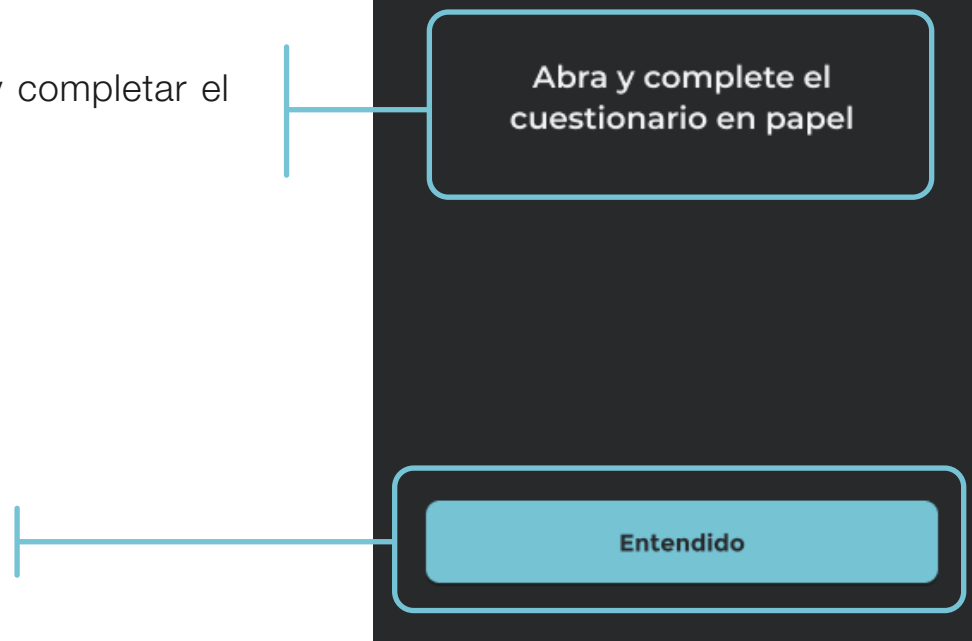 y completar el
Abra y complete el
cuestionario en papel
Entendido